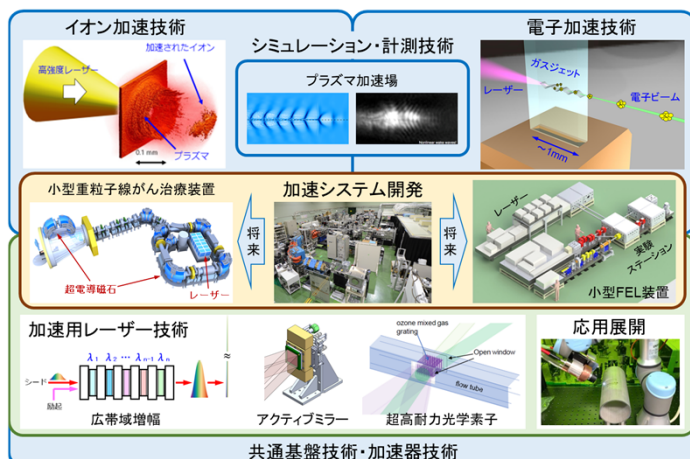 イオン加速技術
加速されたイオン
高強度レーザー
プラズマ
0.1 mm
シミュレーション・計測技術
プラズマ加速場
電子加速技術
ガスジェット
レーザー
電子ビーム
~1mm
小型重粒子線がん治療装置
超電導磁石
レーザー
将来
加速システム開発
将来
レーザー
実験
ステーション
小型FEL装置
加速用レーザー技術
λ1 λ2 … λn-1 λn
シード
励起
広帯域増幅
アクティブミラー
ozone mixed gas
grating
Open window
flow tube
超高耐力光学素子
応用展開
共通基盤技術・加速器技術